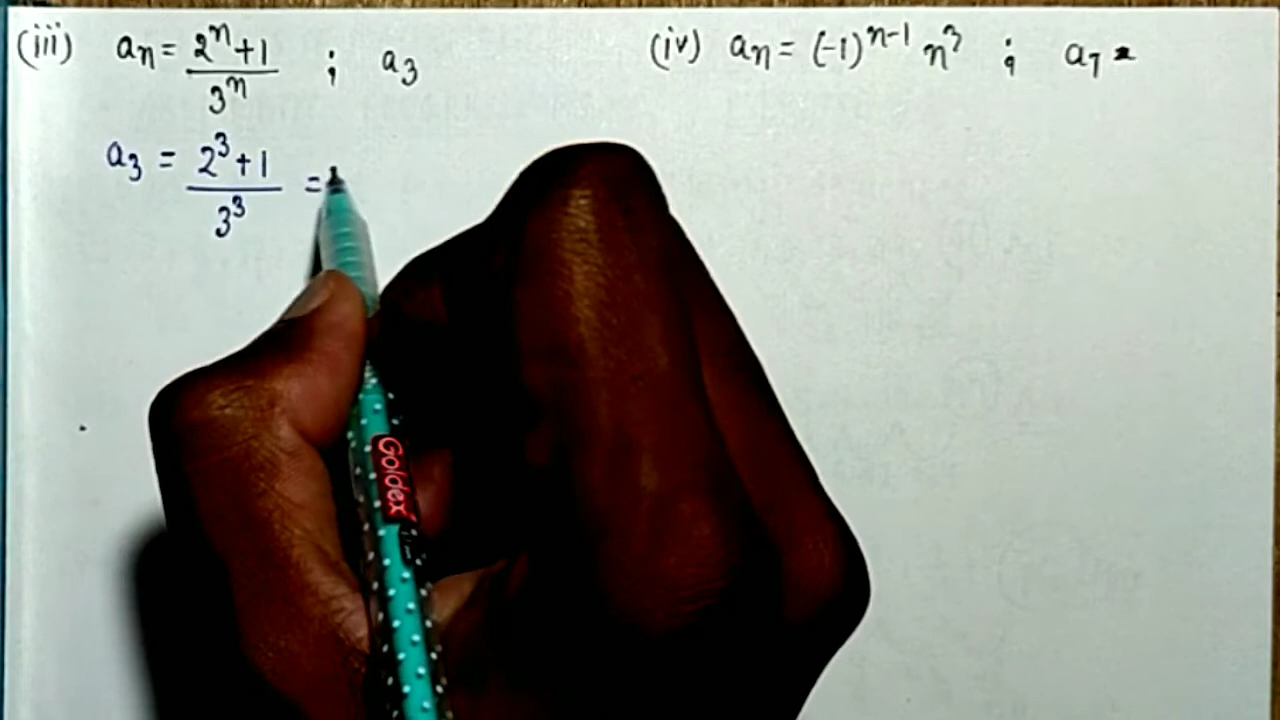 (iii) aₙ = (2ⁿ+1)/3ⁿ ; a₃
(iv) aₙ = (-1)ⁿ⁻¹ n³ ; a₇
a₃ = (2³+1)/3³ =
Goldex